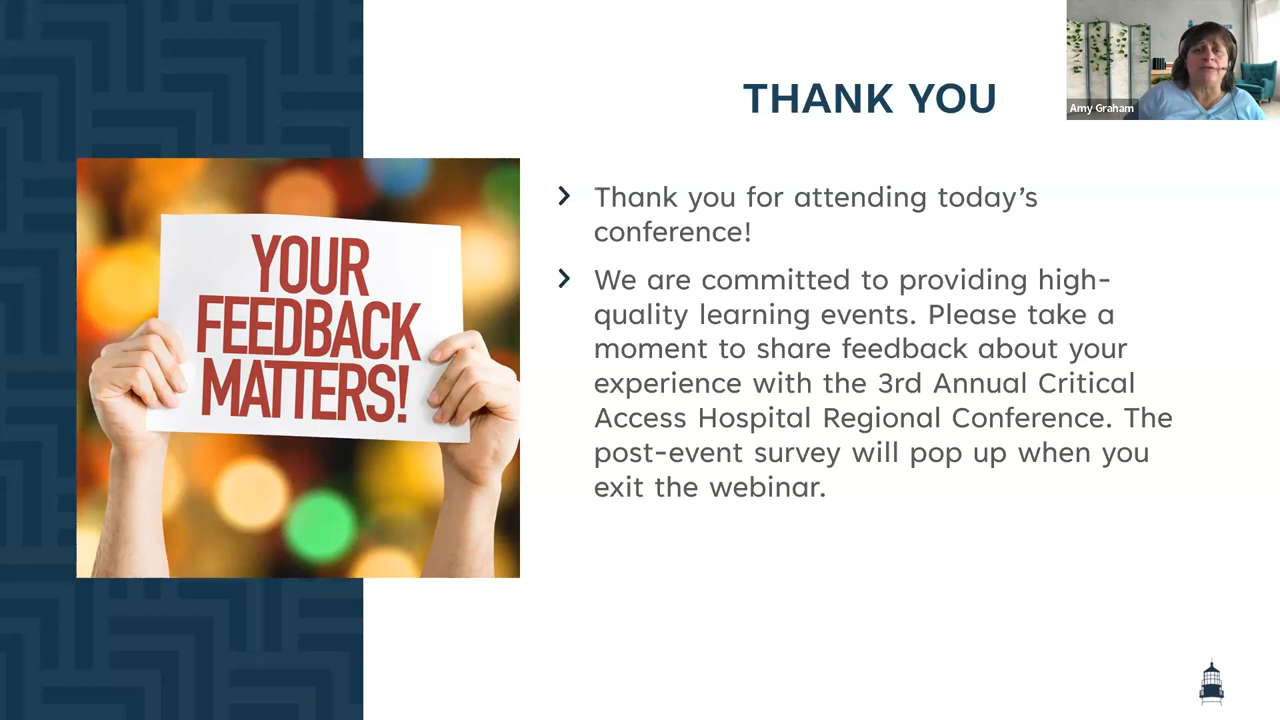 THANK YOU
Amy Graham
YOUR
FEEDBACK
MATTERS!
Thank you for attending today’s
conference!
We are committed to providing high-
quality learning events. Please take a
moment to share feedback about your
experience with the 3rd Annual Critical
Access Hospital Regional Conference. The
post-event survey will pop up when you
exit the webinar.